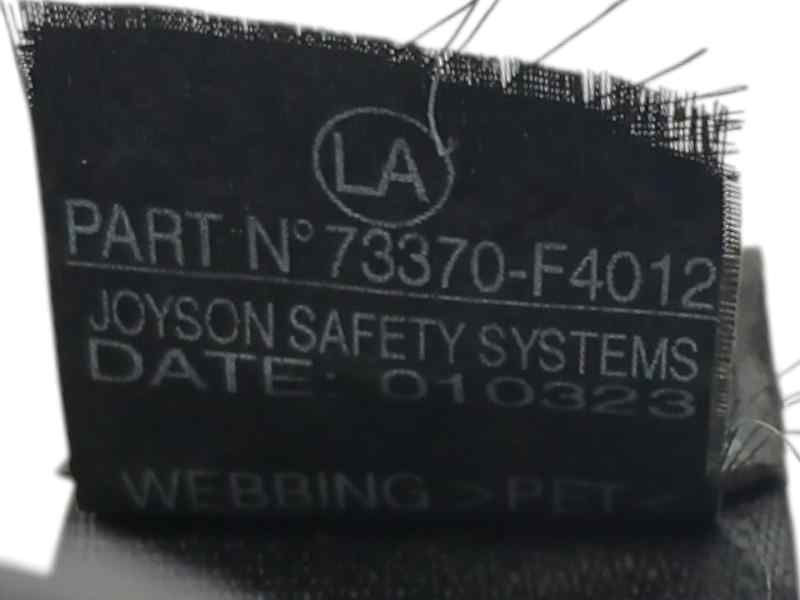 LA
PART N° 73370-F4012
JOYSON SAFETY SYSTEMS
DATE: 010323
WEBBING >PET<